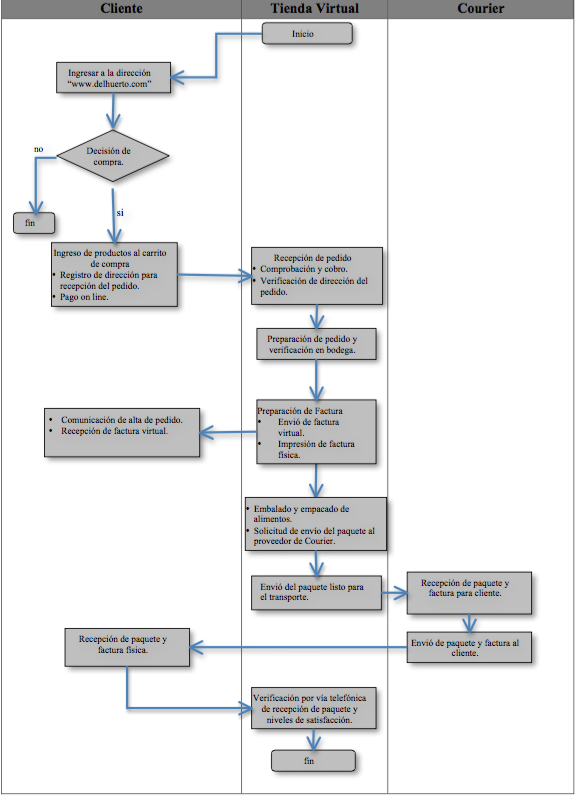 Cliente
Tienda Virtual
Courier
Inicio
Ingresar a la dirección
“www.delhuerto.com”
Decisión de
compra.
no
si
fin
Ingreso de productos al carrito
de compra
• Registro de dirección para
recepción del pedido.
• Pago on line.
Recepción de pedido
• Comprobación y cobro.
• Verificación de dirección del
pedido.
Preparación de pedido y
verificación en bodega.
Preparación de Factura
• Envió de factura
virtual.
• Impresión de factura
física.
• Comunicación de alta de pedido.
• Recepción de factura virtual.
• Embalado y empacado de
alimentos.
• Solicitud de envío del paquete al
proveedor de Courier.
Envió del paquete listo para
el transporte.
Recepción de paquete y
factura para cliente.
Envió de paquete y factura al
cliente.
Recepción de paquete y
factura física.
Verificación por vía telefónica
de recepción de paquete y
niveles de satisfacción.
fin